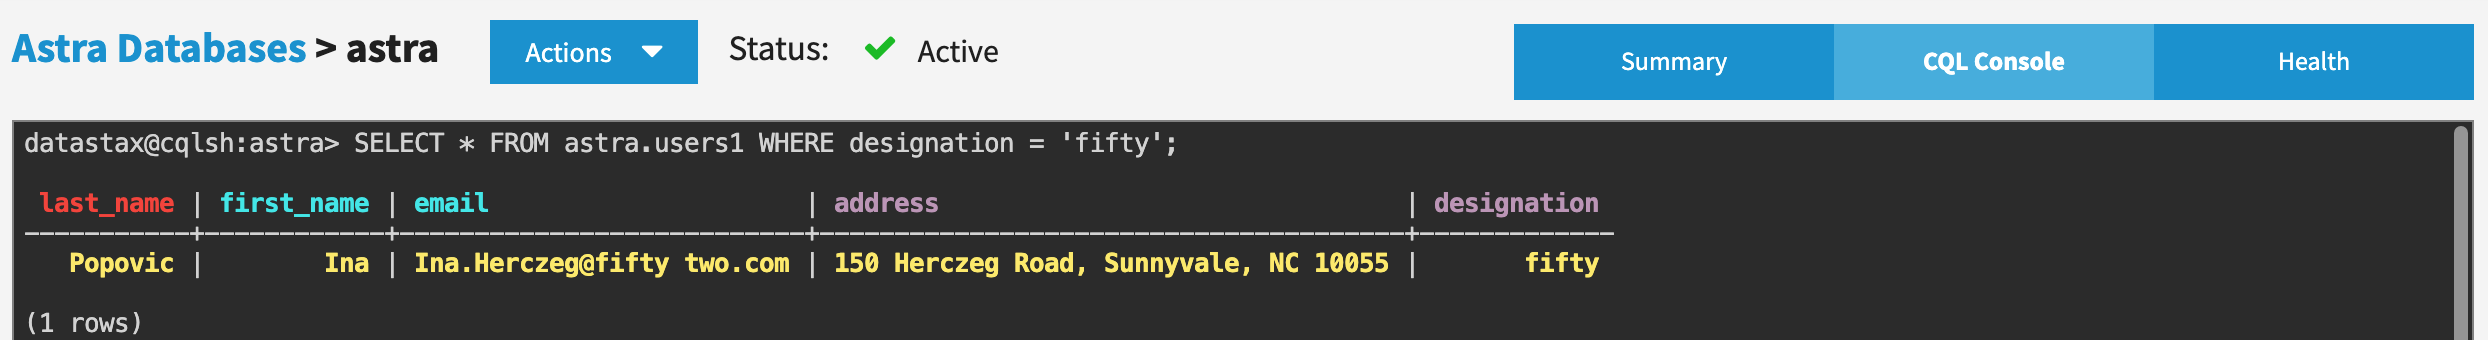 Astra Databases > astra Actions Status: Active Summary CQL Console Health
datastax@cqlsh:astra> SELECT * FROM astra.users1 WHERE designation = 'fifty';
last_name | first_name | email | address | designation
-----------+------------+---------------------------+---------------------------------------+-------------
Popovic | Ina | Ina.Herczeg@fifty two.com | 150 Herczeg Road, Sunnyvale, NC 10055 | fifty
(1 rows)